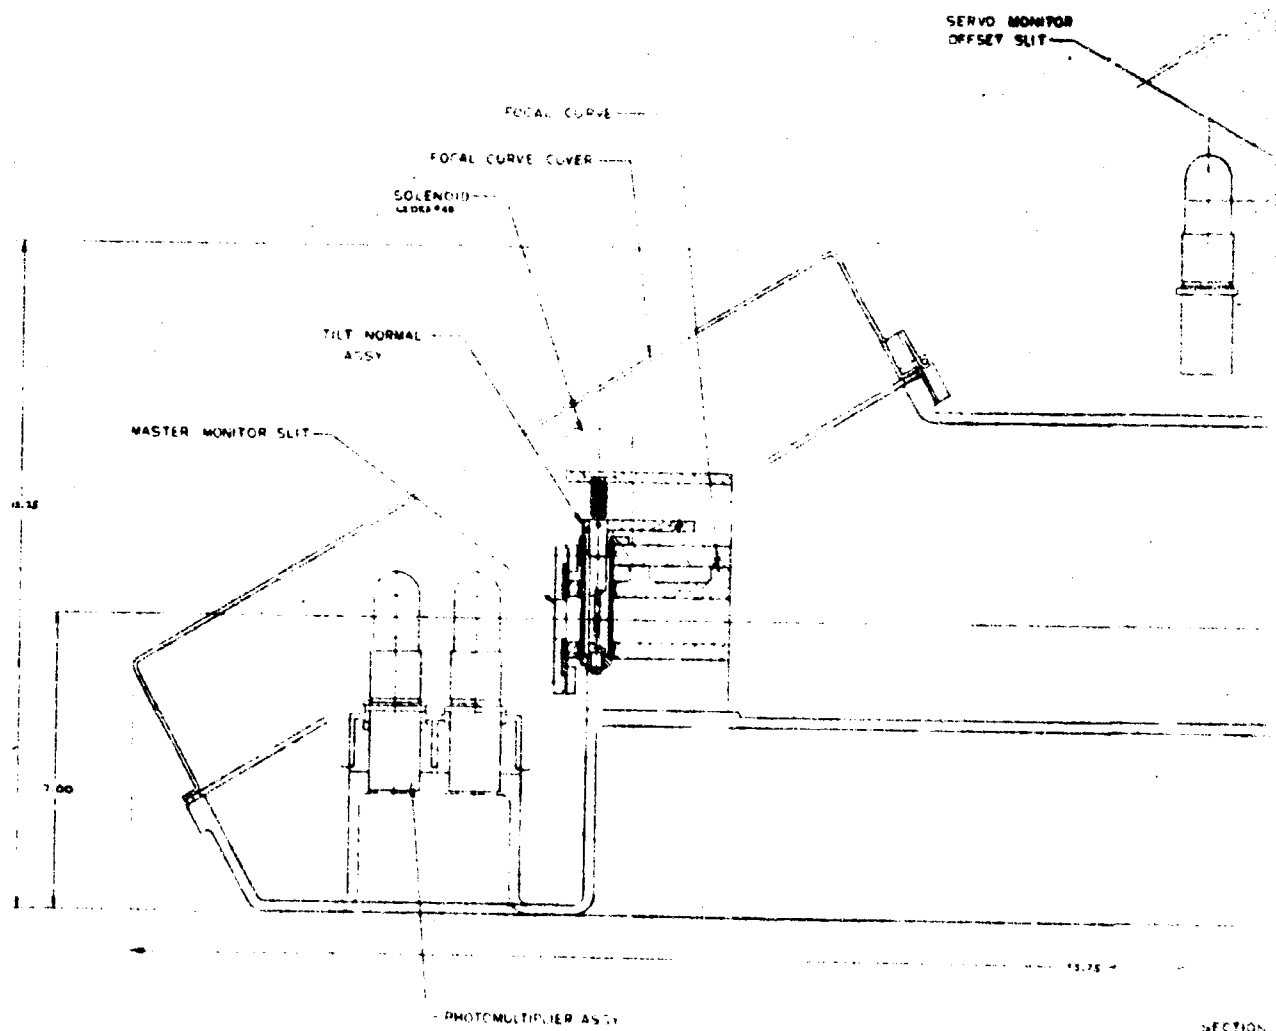 SERVO MONITOR
OFFSET SLIT
FOCAL CURVE
FOCAL CURVE COVER
SOLENOID
TILT NORMAL
ASSY
MASTER MONITOR SLIT
7.00
PHOTOMULTIPLIER ASSY
SECTION